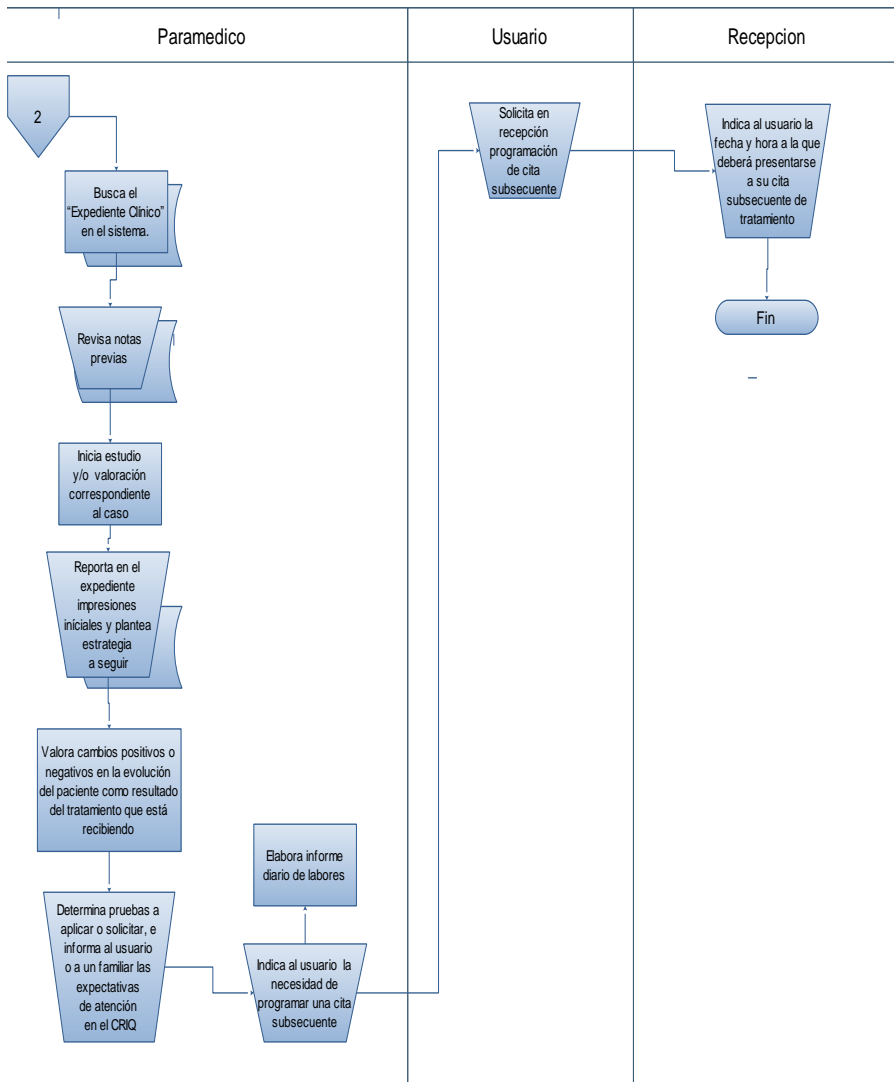 Paramedico
Usuario
Recepcion
2
Busca el
“Expediente Clínico”
en el sistema.
Revisa notas
previas
Inicia estudio
y/o valoración
correspondiente
al caso
Reporta en el
expediente
impresiones
iníciales y plantea
estrategia
a seguir
Valora cambios positivos o
negativos en la evolución
del paciente como resultado
del tratamiento que está
recibiendo
Determina pruebas a
aplicar o solicitar, e
informa al usuario
o a un familiar las
expectativas
de atención
en el CRIQ
Elabora informe
diario de labores
Indica al usuario la
necesidad de
programar una cita
subsecuente
Solicita en
recepción
programación
de cita
subsecuente
Indica al usuario la
fecha y hora a la que
deberá presentarse
a su cita
subsecuente de
tratamiento
Fin